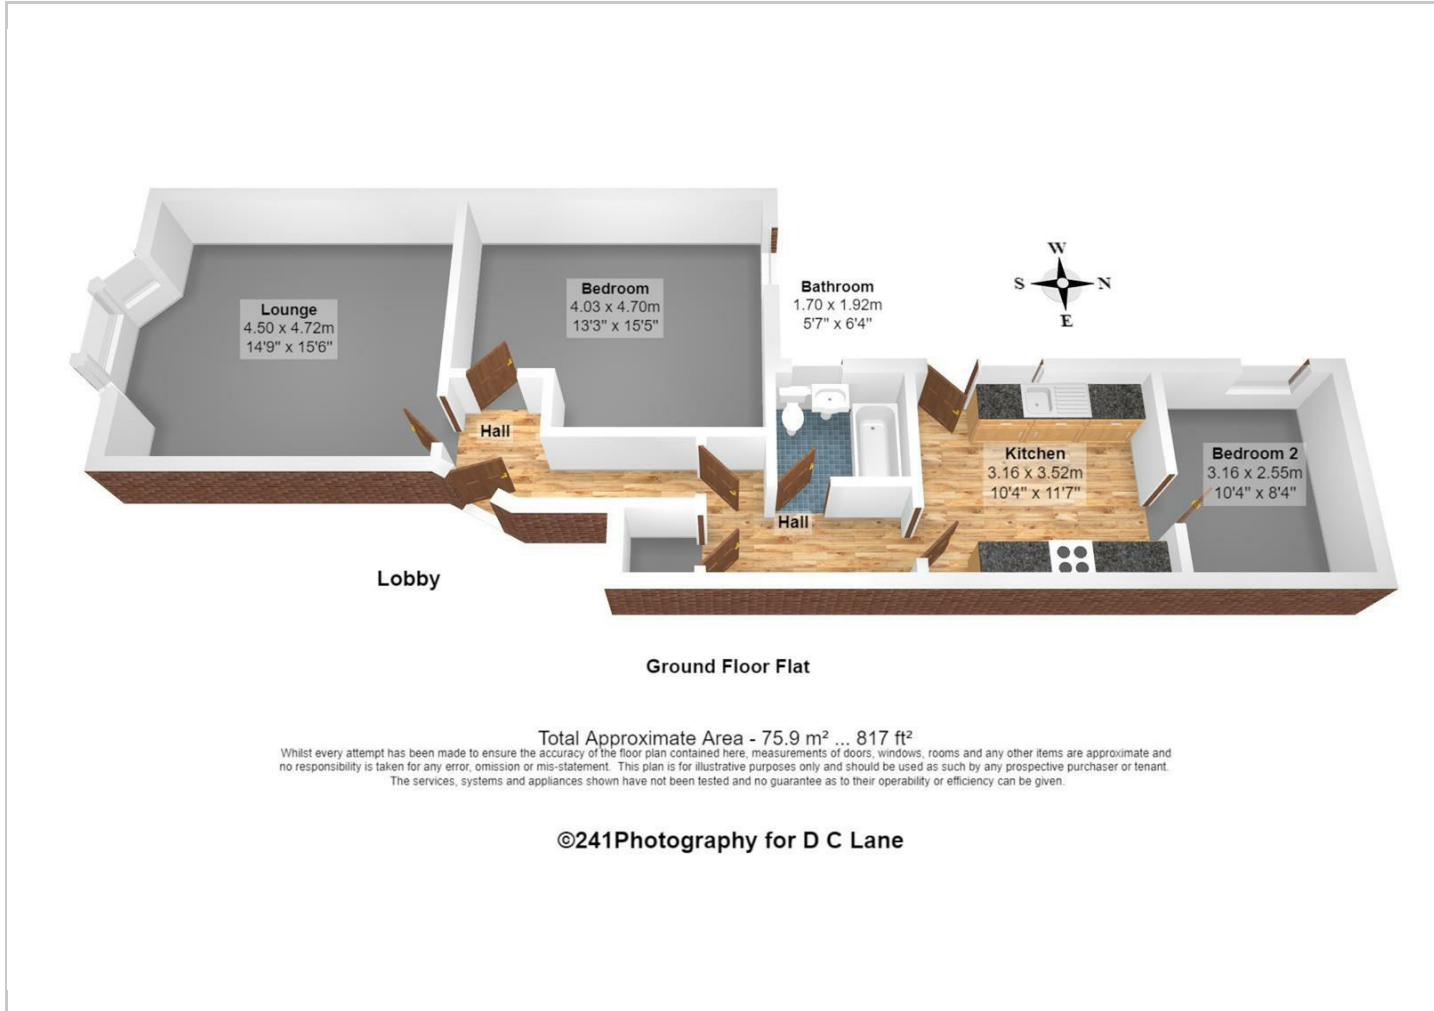 Lounge
4.50 x 4.72m
14'9" x 15'6"
Bedroom
4.03 x 4.70m
13'3" x 15'5"
Bathroom
1.70 x 1.92m
5'7" x 6'4"
W
S N
E
Hall
Kitchen
3.16 x 3.52m
10'4" x 11'7"
Bedroom 2
3.16 x 2.55m
10'4" x 8'4"
Hall
Lobby
Ground Floor Flat
Total Approximate Area - 75.9 m² ... 817 ft²
Whilst every attempt has been made to ensure the accuracy of the floor plan contained here, measurements of doors, windows, rooms and any other items are approximate and
no responsibility is taken for any error, omission or mis-statement. This plan is for illustrative purposes only and should be used as such by any prospective purchaser or tenant.
The services, systems and appliances shown have not been tested and no guarantee as to their operability or efficiency can be given.
©241Photography for D C Lane